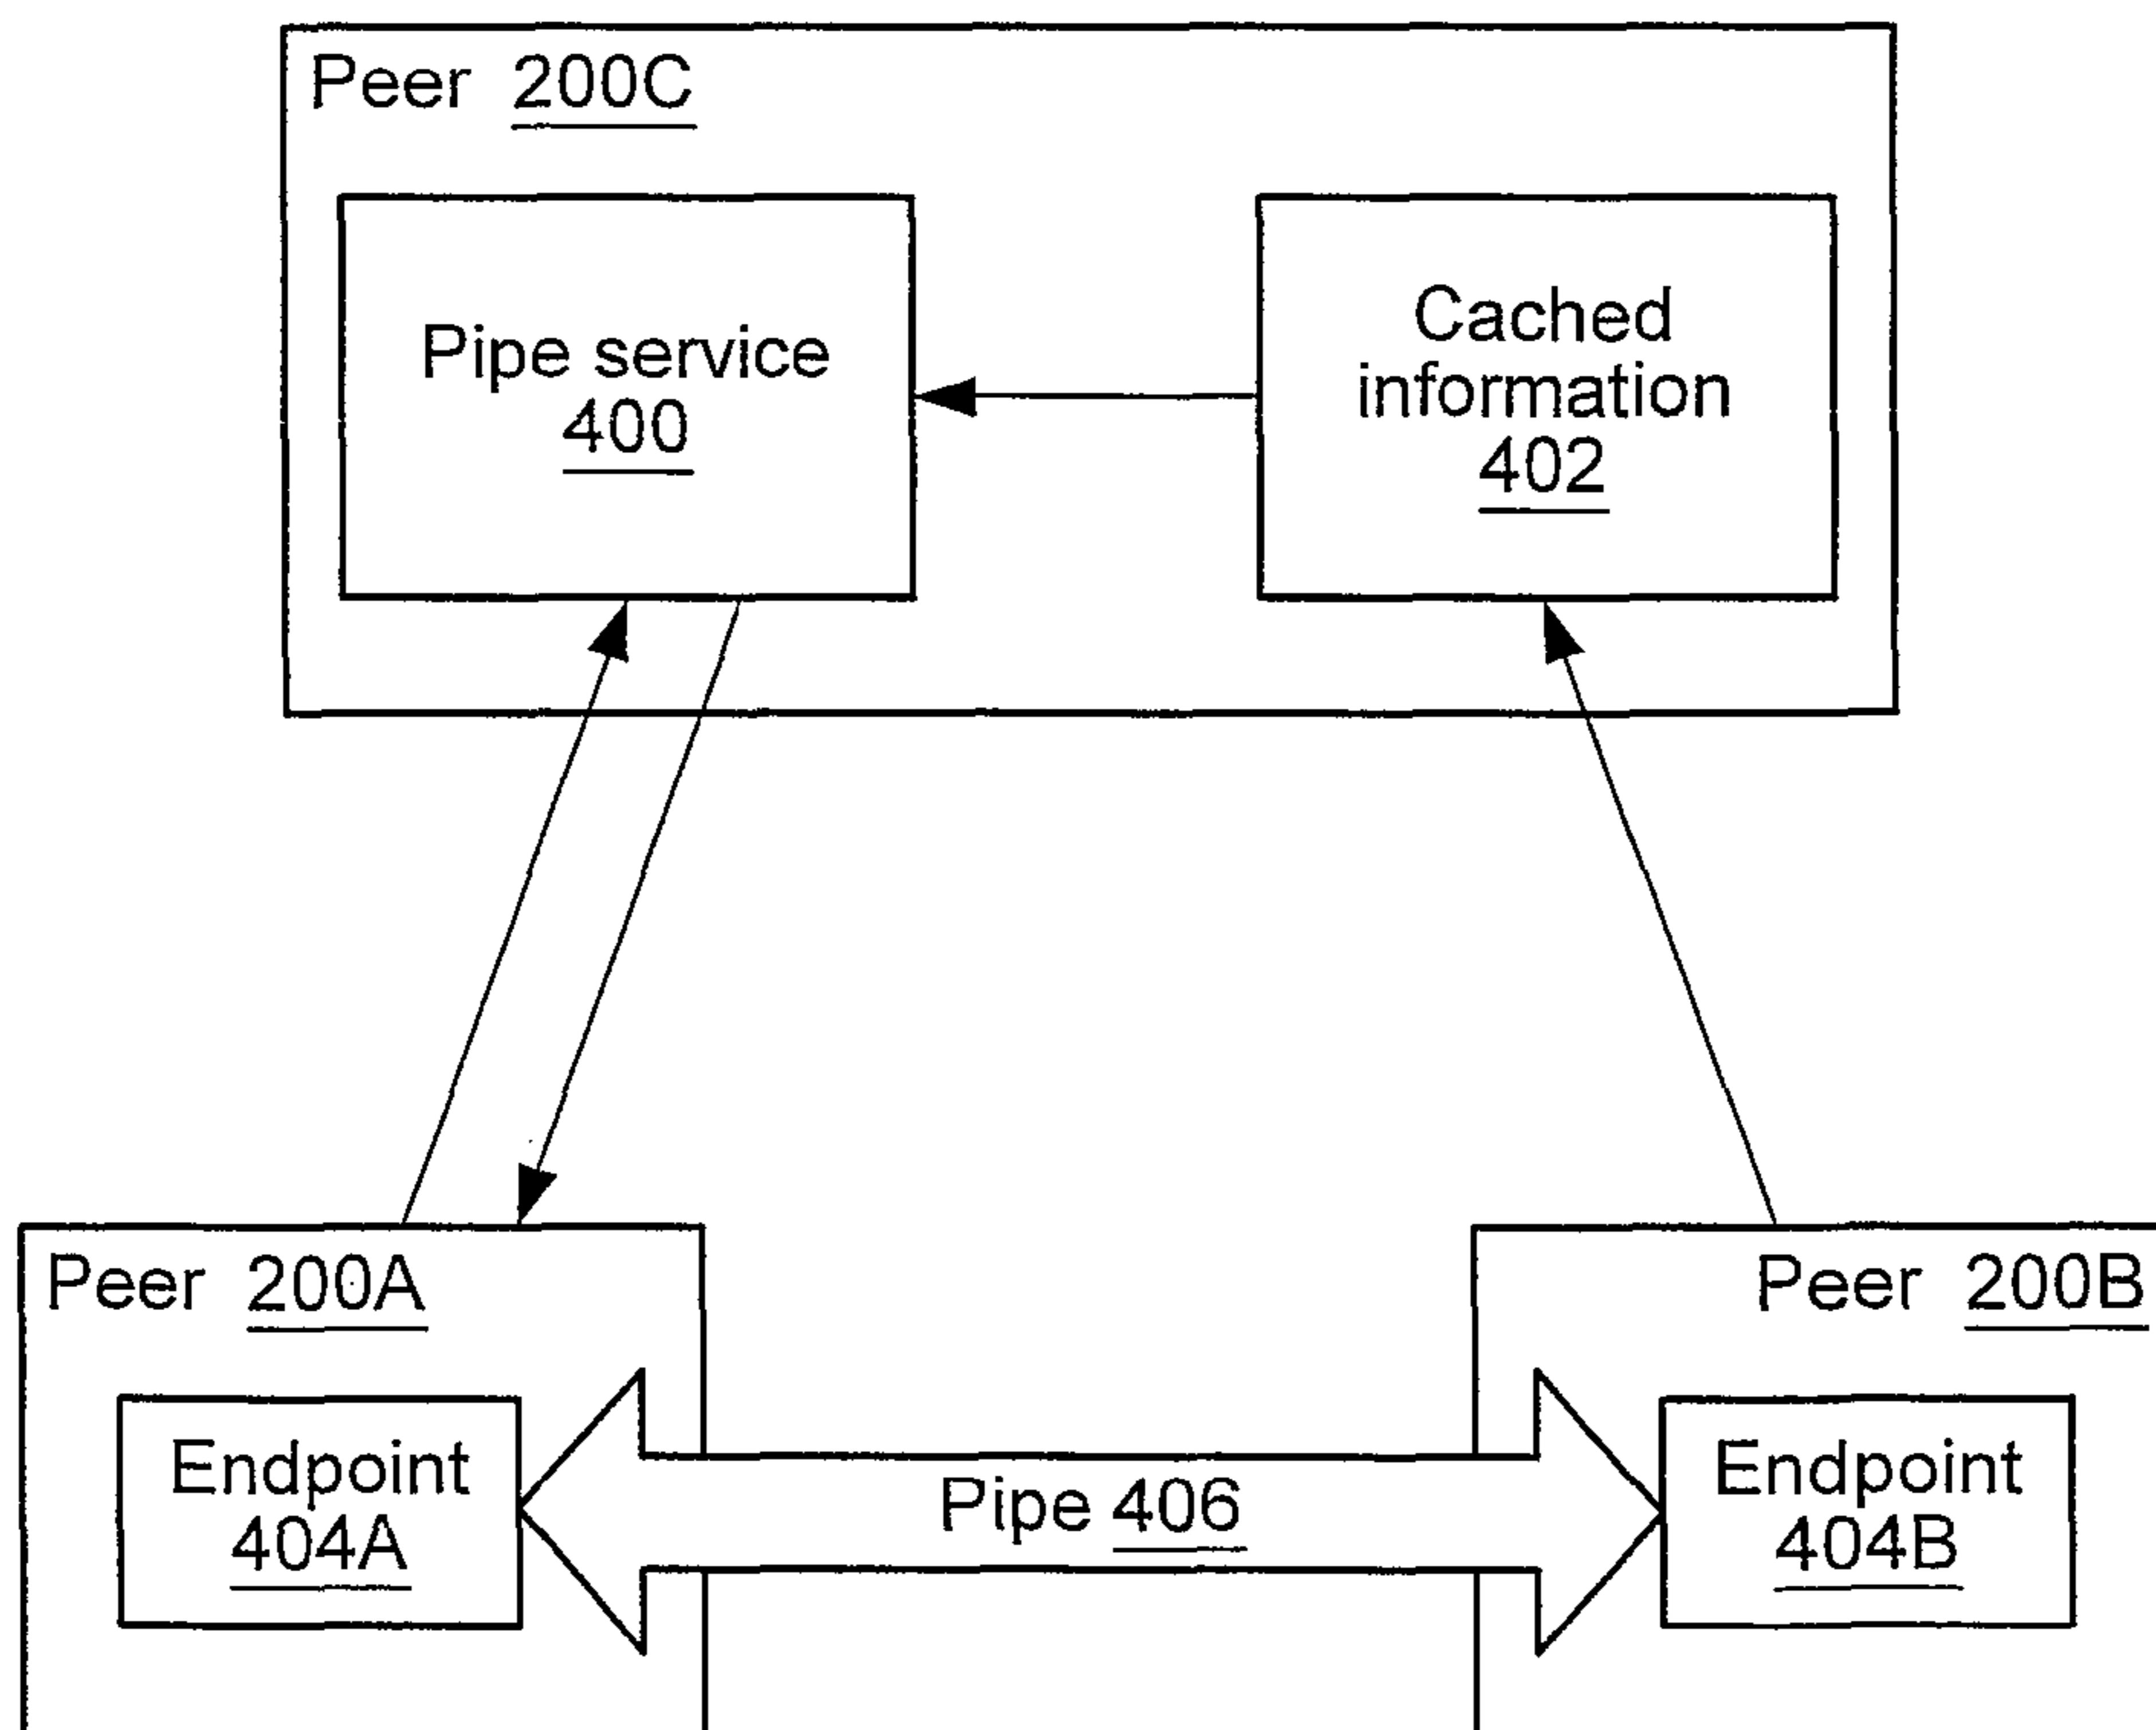 Peer 200C
Pipe service
400
Cached
information
402
Peer 200A
Peer 200B
Endpoint
404A
Pipe 406
Endpoint
404B